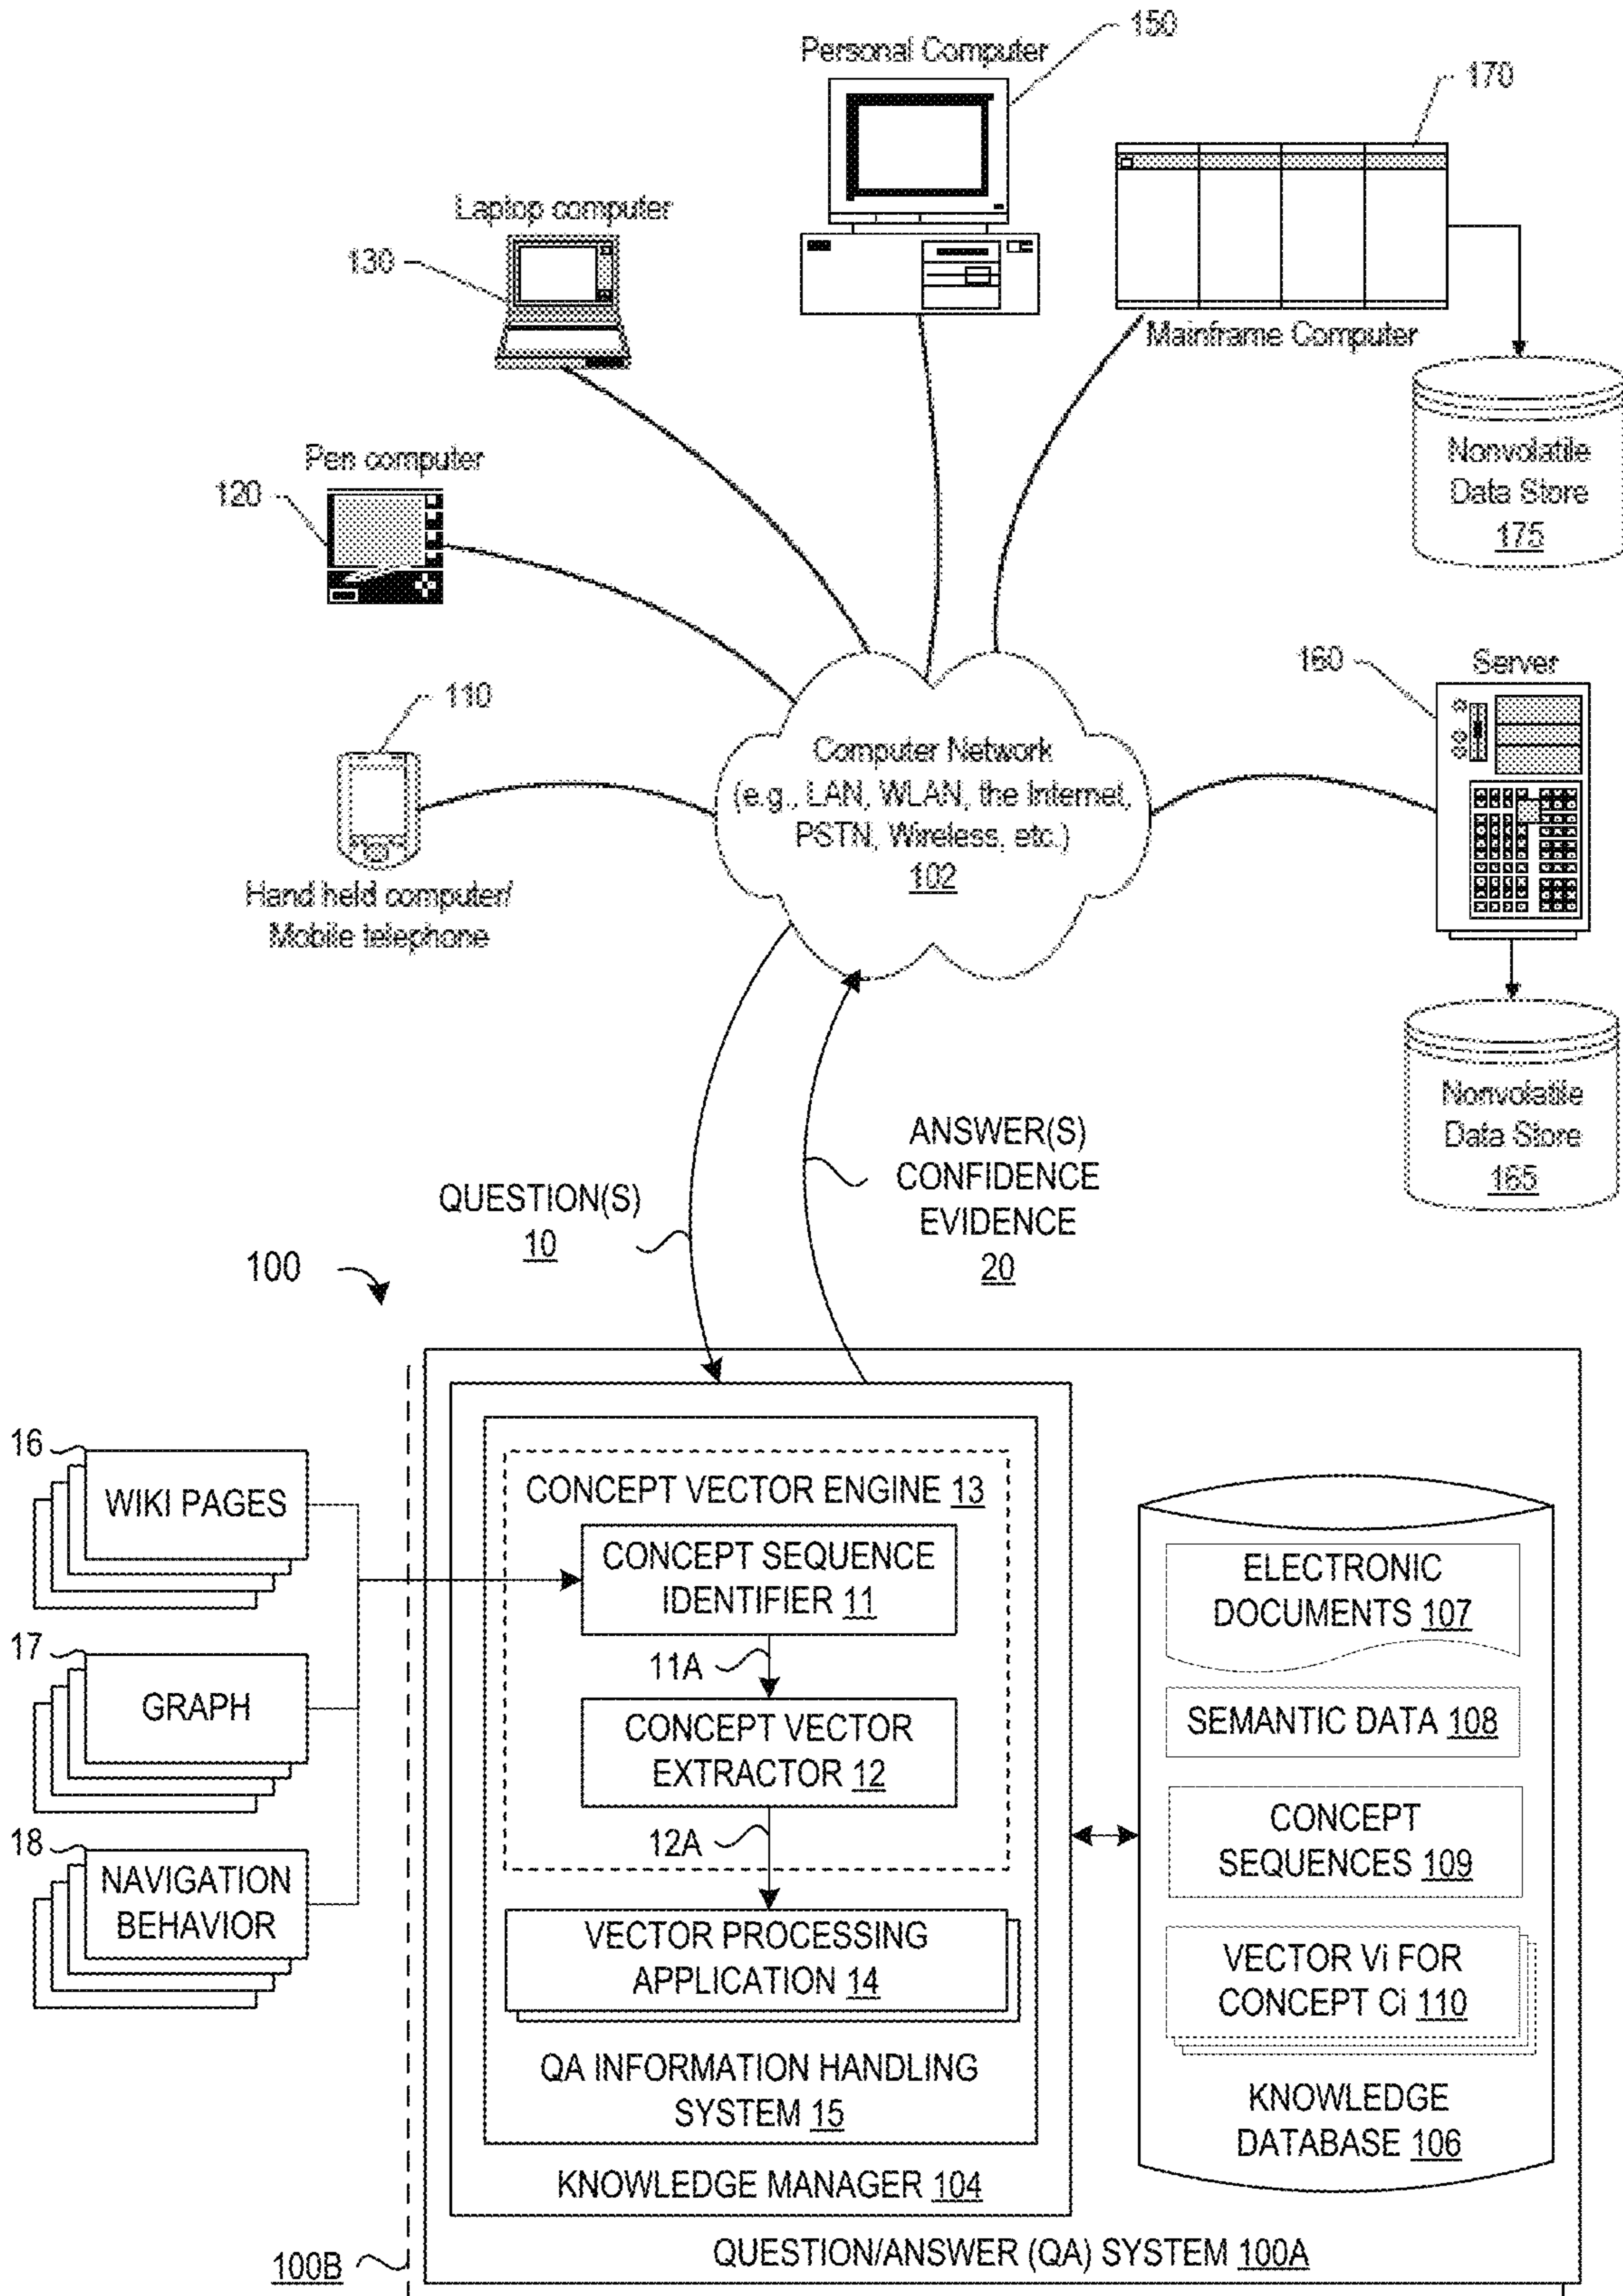 150
Personal Computer
170
Laptop computer
130
Mainframe Computer
Nonvolatile
Data Store
175
Pen computer
120
160
Server
110
Computer Network
(e.g., LAN, WLAN, the Internet,
PSTN, Wireless, etc.)
102
Hand held computer/
Mobile telephone
Nonvolatile
Data Store
165
ANSWER(S)
CONFIDENCE
EVIDENCE
20
QUESTION(S)
10
100
16
WIKI PAGES
17
GRAPH
18
NAVIGATION
BEHAVIOR
CONCEPT VECTOR ENGINE 13
CONCEPT SEQUENCE
IDENTIFIER 11
11A
CONCEPT VECTOR
EXTRACTOR 12
12A
VECTOR PROCESSING
APPLICATION 14
QA INFORMATION HANDLING
SYSTEM 15
KNOWLEDGE MANAGER 104
ELECTRONIC
DOCUMENTS 107
SEMANTIC DATA 108
CONCEPT
SEQUENCES 109
VECTOR Vi FOR
CONCEPT Ci 110
KNOWLEDGE
DATABASE 106
QUESTION/ANSWER (QA) SYSTEM 100A
100B